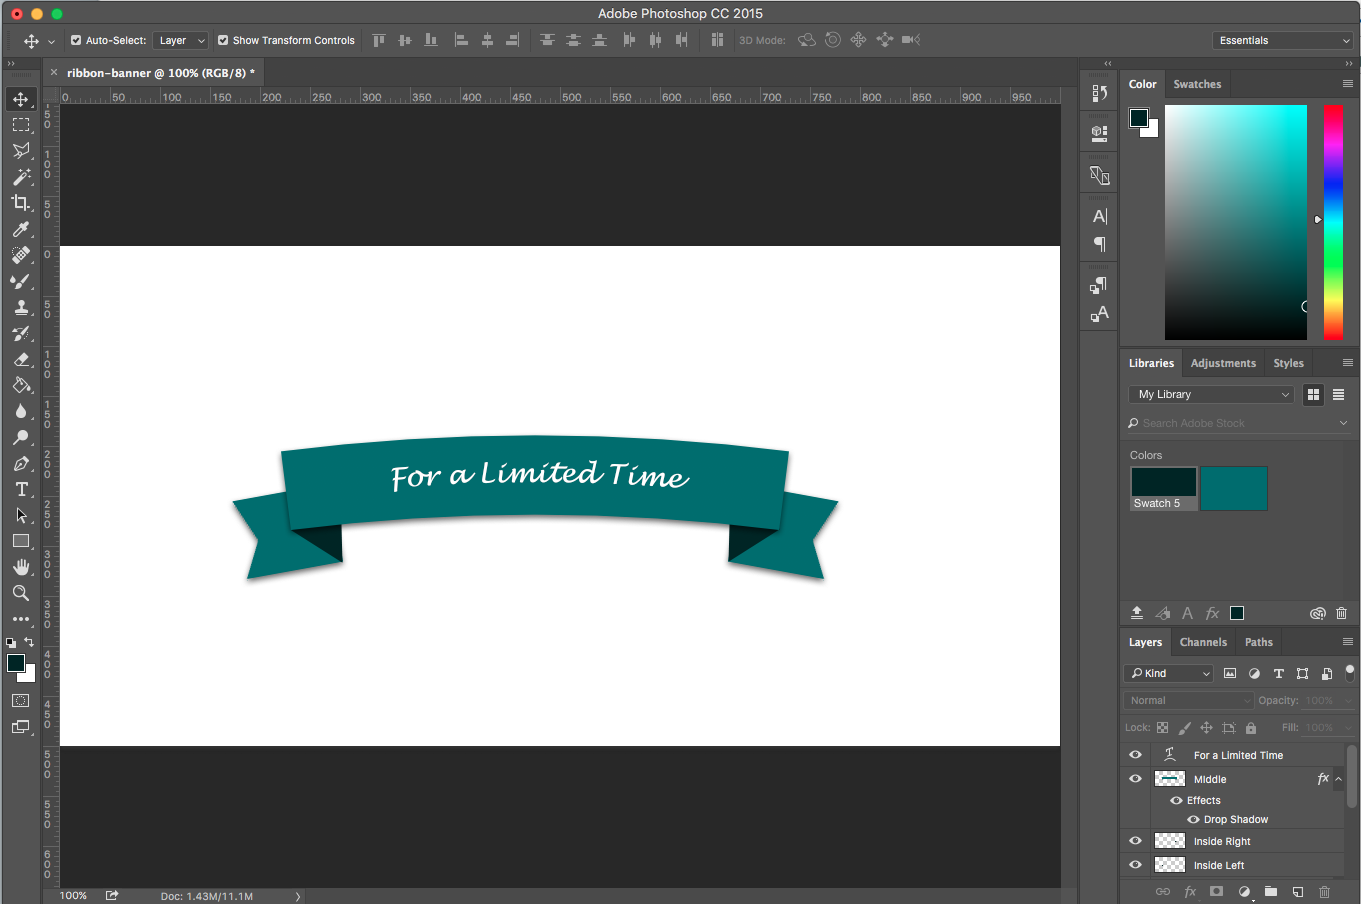 Adobe Photoshop CC 2015
Auto-Select: Layer Show Transform Controls 3D Mode: Essentials
ribbon-banner @ 100% (RGB/8) *
0 50 100 150 200 250 300 350 400 450 500 550 600 650 700 750 800 850 900 950
Color Swatches
For a Limited Time
Libraries Adjustments Styles
My Library
Search Adobe Stock
Colors
Swatch 5
Layers Channels Paths
Kind
Normal Opacity: 100%
Lock: Fill: 100%
For a Limited Time
Middle fx
Effects
Drop Shadow
Inside Right
Inside Left
100% Doc: 1.43M/11.1M